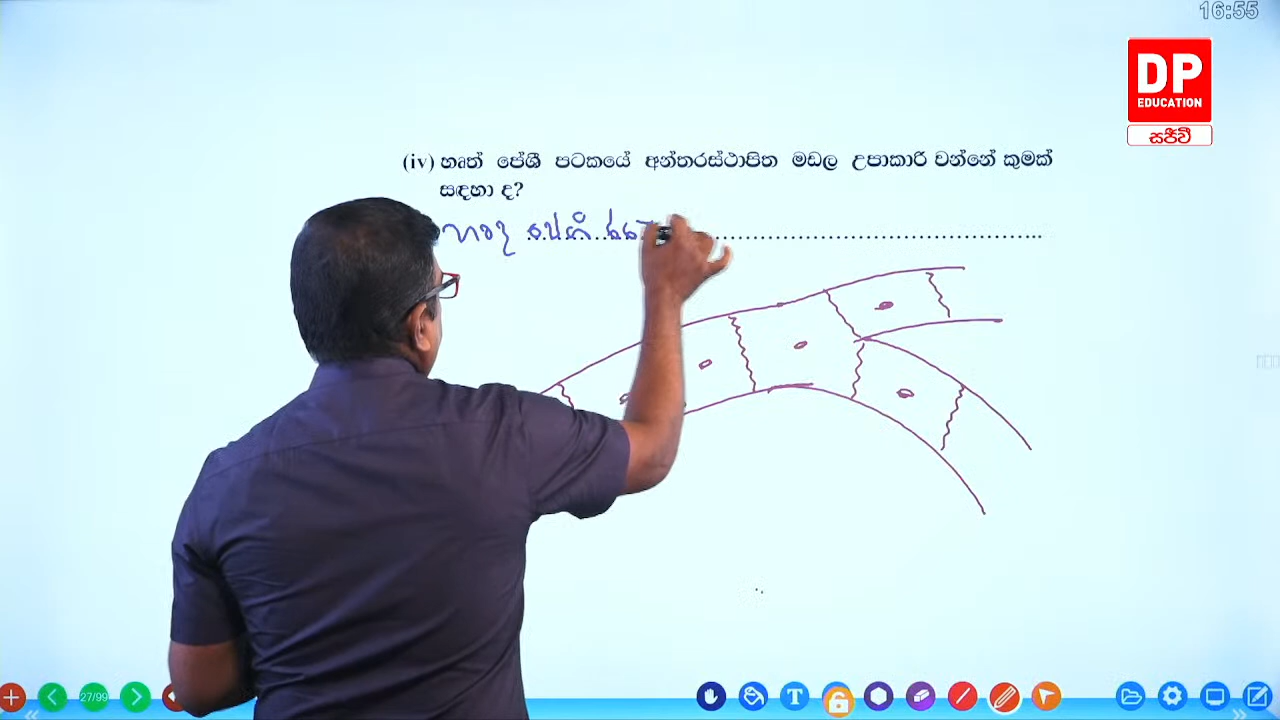 16:55
DP
EDUCATION
සජීවී
(iv) හෘත් පේශී පටකයේ අන්තරස්ථාපිත මඩල උපාකාරී වන්නේ කුමක්
සඳහා ද?
හෘද පේශි
27/99